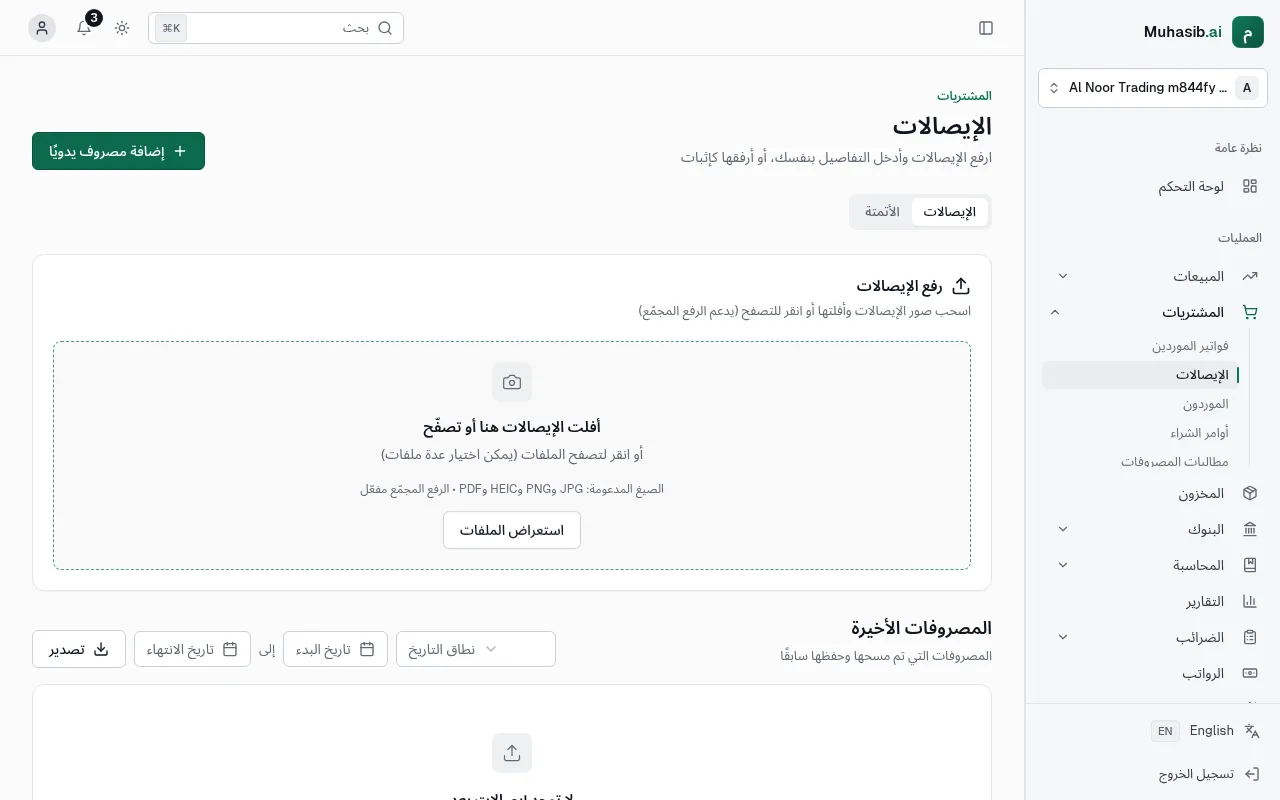 Muhasib.ai
م
A
Al Noor Trading m844fy ...
نظرة عامة
لوحة التحكم
العمليات
المبيعات
المشتريات
فواتير الموردين
الإيصالات
الموردون
أوامر الشراء
مطالبات المصروفات
المخزون
البنوك
المحاسبة
التقارير
الضرائب
الرواتب
English
EN
تسجيل الخروج
بحث
⌘K
3
المشتريات
الإيصالات
ارفع الإيصالات وأدخل التفاصيل بنفسك، أو أرفقها كإثبات
إضافة مصروف يدويًا
الإيصالات
الأتمتة
رفع الإيصالات
اسحب صور الإيصالات وأفلتها أو انقر للتصفح (يدعم الرفع المجمّع)
أفلت الإيصالات هنا أو تصفّح
أو انقر لتصفح الملفات (يمكن اختيار عدة ملفات)
الصيغ المدعومة: JPG وPNG وHEIC وPDF • الرفع المجمّع مفعّل
استعراض الملفات
المصروفات الأخيرة
المصروفات التي تم مسحها وحفظها سابقًا
نطاق التاريخ
تاريخ البدء
إلى
تاريخ الانتهاء
تصدير
لا توجد إيصالات بعد